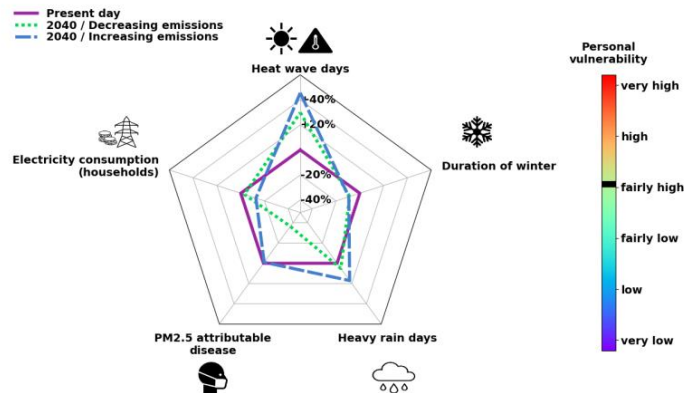 Present day
2040 / Decreasing emissions
2040 / Increasing emissions
Heat wave days
+40%
+20%
-20%
-40%
Electricity consumption
(households)
Duration of winter
PM2.5 attributable
disease
Heavy rain days
Personal
vulnerability
very high
high
fairly high
fairly low
low
very low